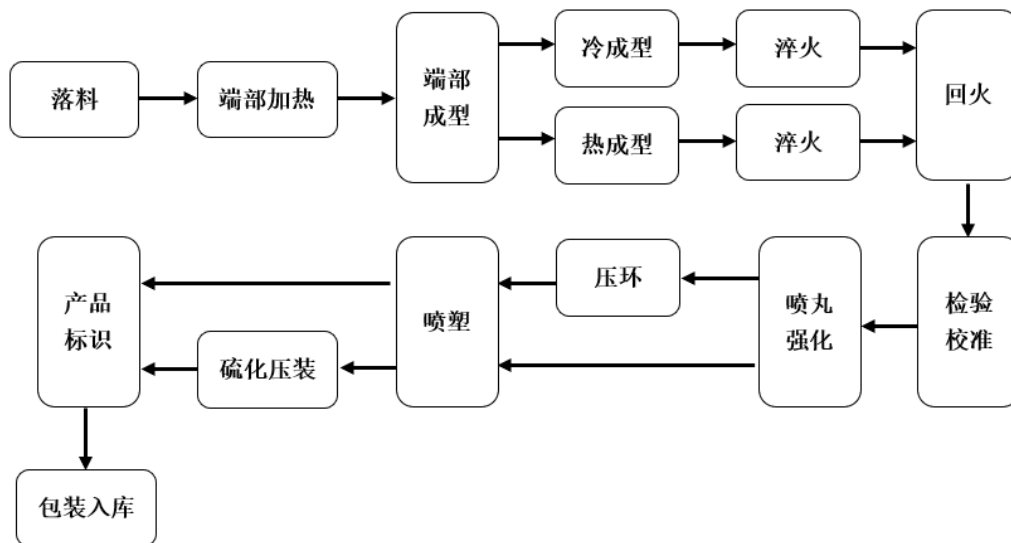 落料
端部加热
端部
成型
冷成型
淬火
热成型
淬火
回火
检验
校准
喷丸
强化
压环
喷塑
硫化压装
产品
标识
包装入库